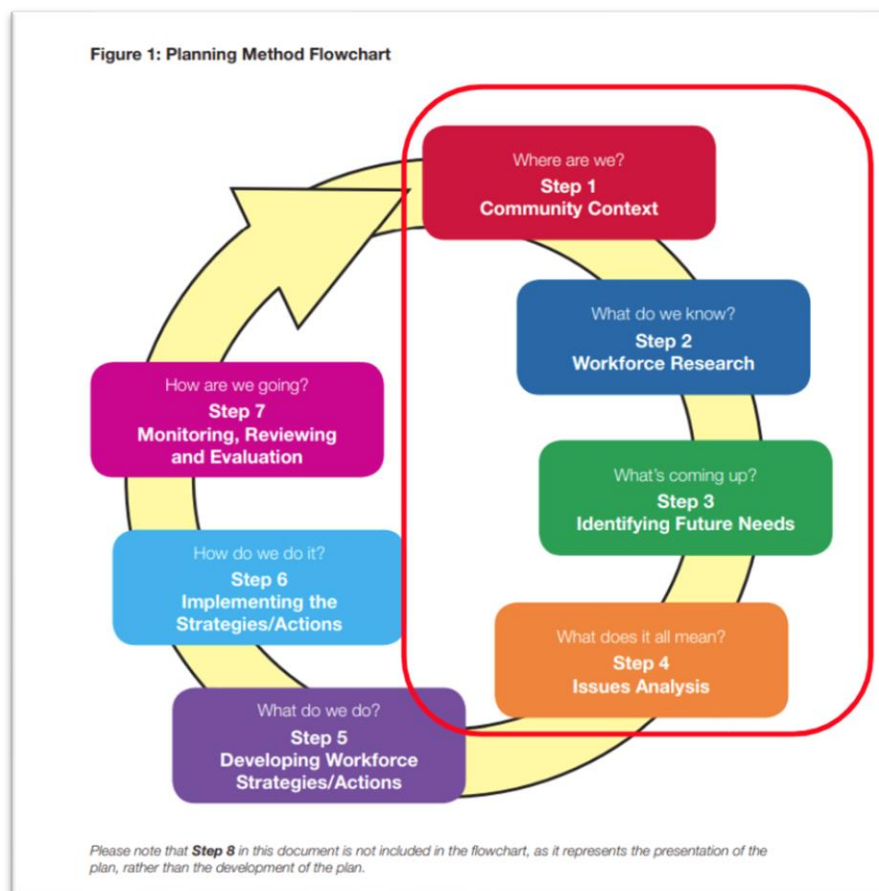 Figure 1: Planning Method Flowchart
Where are we?
Step 1
Community Context
What do we know?
Step 2
Workforce Research
What's coming up?
Step 3
Identifying Future Needs
What does it all mean?
Step 4
Issues Analysis
What do we do?
Step 5
Developing Workforce
Strategies/Actions
How do we do it?
Step 6
Implementing the
Strategies/Actions
How are we going?
Step 7
Monitoring, Reviewing
and Evaluation
Please note that Step 8 in this document is not included in the flowchart, as it represents the presentation of the
plan, rather than the development of the plan.